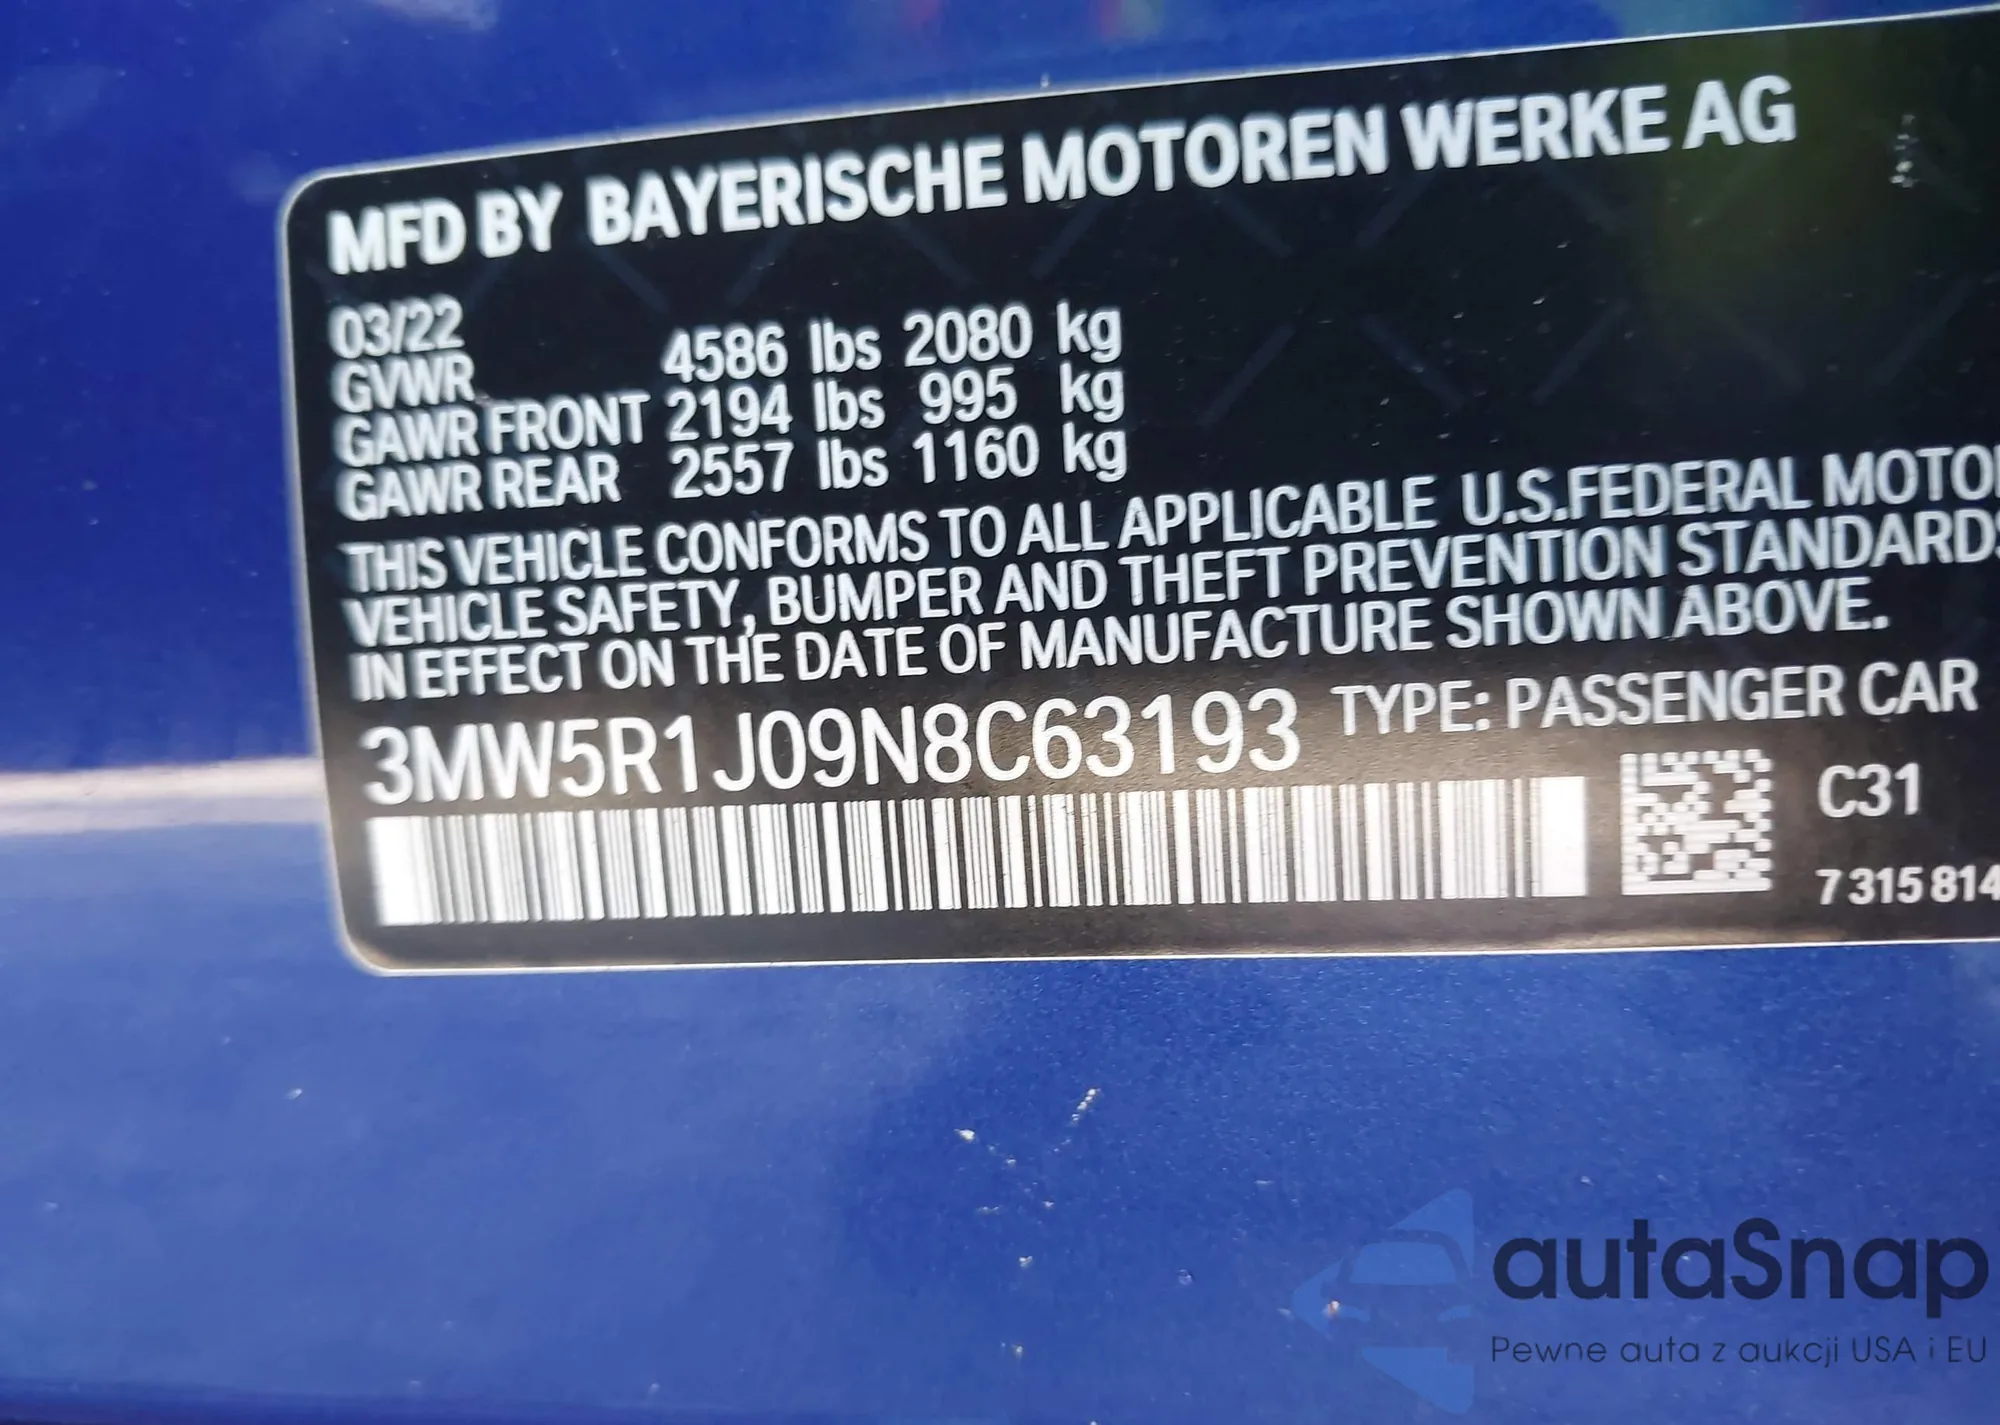 MFD BY BAYERISCHE MOTOREN WERKE AG
03/22
GVWR 4586 lbs 2080 kg
GAWR FRONT 2194 lbs 995 kg
GAWR REAR 2557 lbs 1160 kg
THIS VEHICLE CONFORMS TO ALL APPLICABLE U.S.FEDERAL MOTOR
VEHICLE SAFETY, BUMPER AND THEFT PREVENTION STANDARDS
IN EFFECT ON THE DATE OF MANUFACTURE SHOWN ABOVE.
3MW5R1J09N8C63193 TYPE: PASSENGER CAR
C31
7 315 814
autaSnap
Pewne auta z aukcji USA i EU